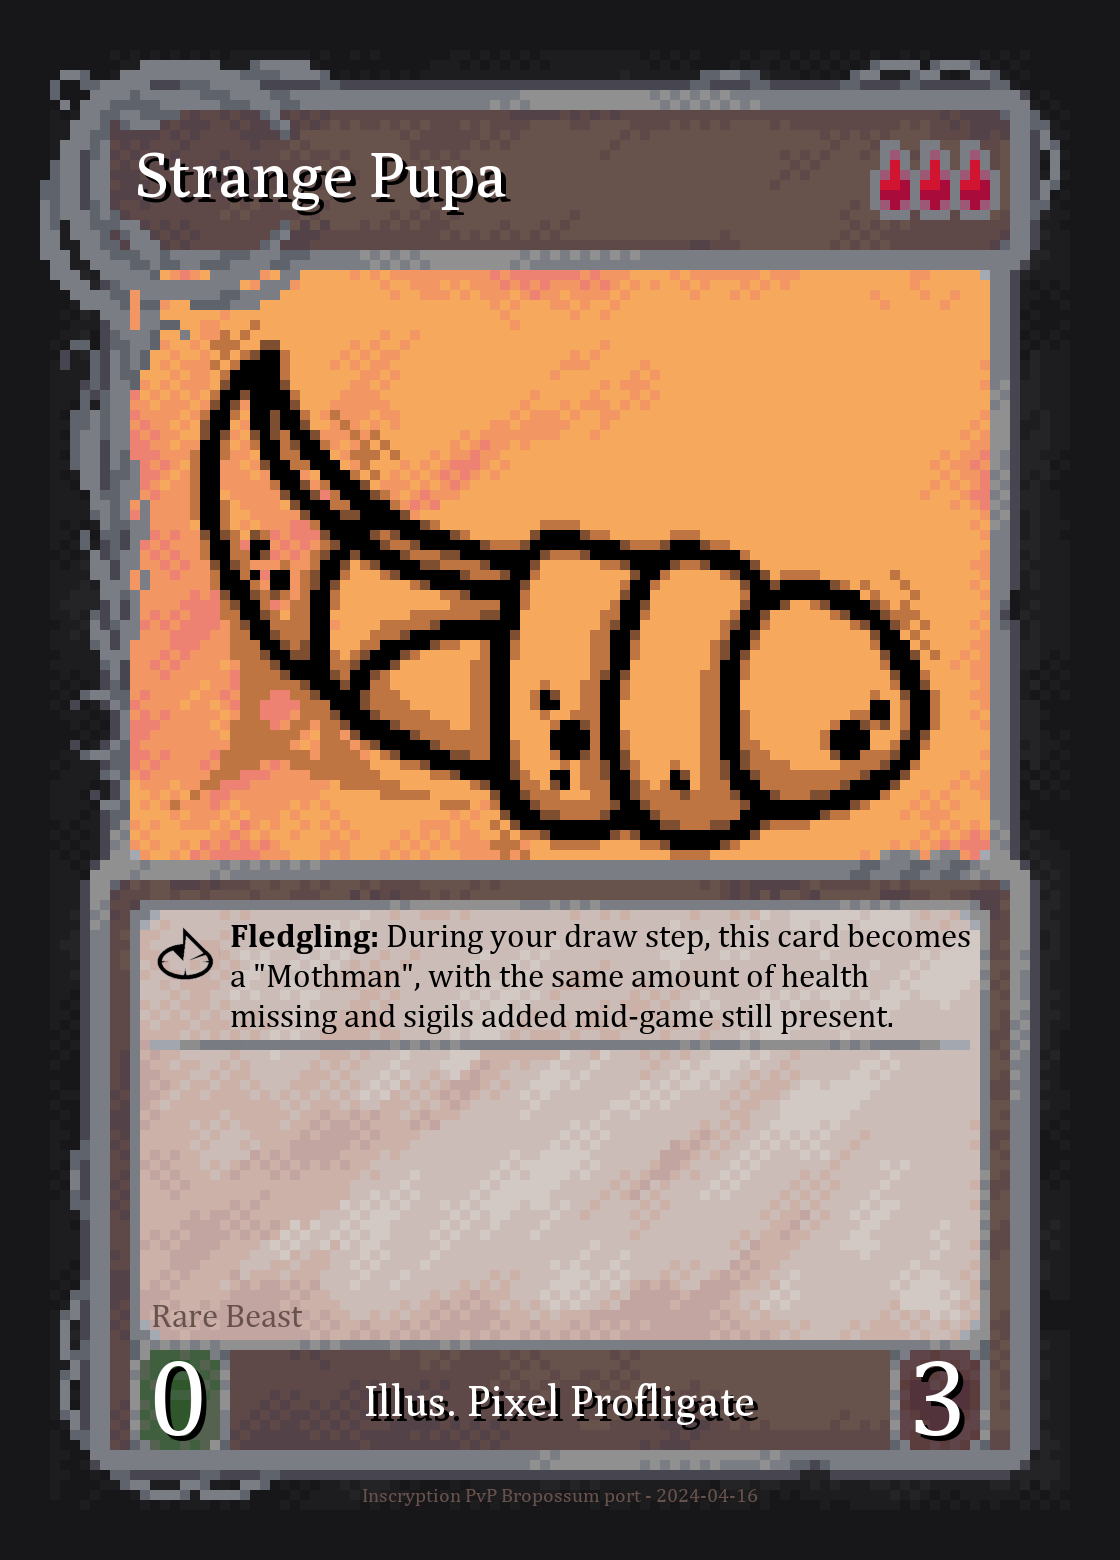 Strange Pupa
Fledgling: During your draw step, this card becomes
a "Mothman", with the same amount of health
missing and sigils added mid-game still present.
Rare Beast
0
Illus. Pixel Profligate
3
Inscryption PvP Bropossum port - 2024-04-16